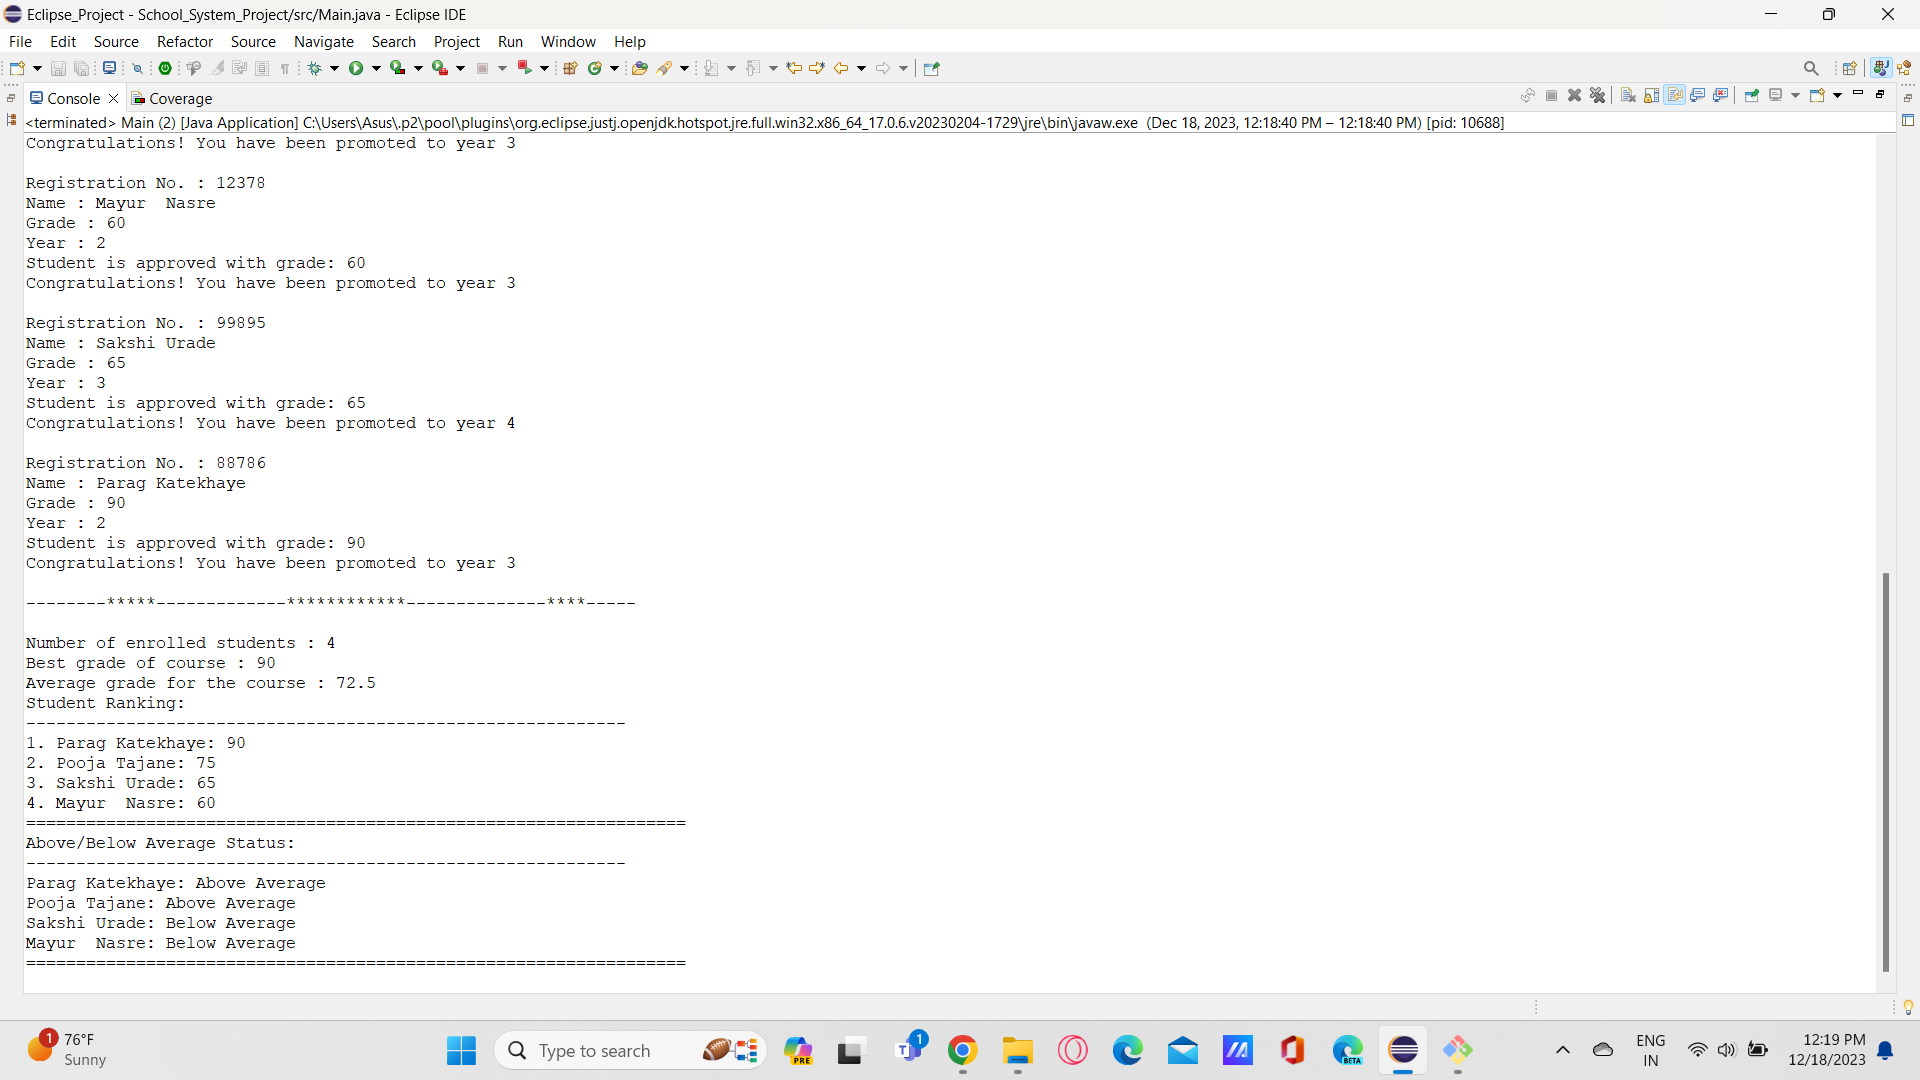 Eclipse_Project - School_System_Project/src/Main.java - Eclipse IDE
File Edit Source Refactor Source Navigate Search Project Run Window Help
Console Coverage
<terminated> Main (2) [Java Application] C:\Users\Asus\.p2\pool\plugins\org.eclipse.justj.openjdk.hotspot.jre.full.win32.x86_64_17.0.6.v20230204-1729\jre\bin\javaw.exe (Dec 18, 2023, 12:18:40 PM – 12:18:40 PM) [pid: 10688]
Congratulations! You have been promoted to year 3
Registration No. : 12378
Name : Mayur  Nasre
Grade : 60
Year : 2
Student is approved with grade: 60
Congratulations! You have been promoted to year 3
Registration No. : 99895
Name : Sakshi Urade
Grade : 65
Year : 3
Student is approved with grade: 65
Congratulations! You have been promoted to year 4
Registration No. : 88786
Name : Parag Katekhaye
Grade : 90
Year : 2
Student is approved with grade: 90
Congratulations! You have been promoted to year 3
--------*****-------------************--------------****-----
Number of enrolled students : 4
Best grade of course : 90
Average grade for the course : 72.5
Student Ranking:
------------------------------------------------------------
1. Parag Katekhaye: 90
2. Pooja Tajane: 75
3. Sakshi Urade: 65
4. Mayur  Nasre: 60
==================================================================
Above/Below Average Status:
------------------------------------------------------------
Parag Katekhaye: Above Average
Pooja Tajane: Above Average
Sakshi Urade: Below Average
Mayur  Nasre: Below Average
==================================================================
1
76°F
Sunny
Type to search
PRE
1
BETA
ENG
IN
12:19 PM
12/18/2023